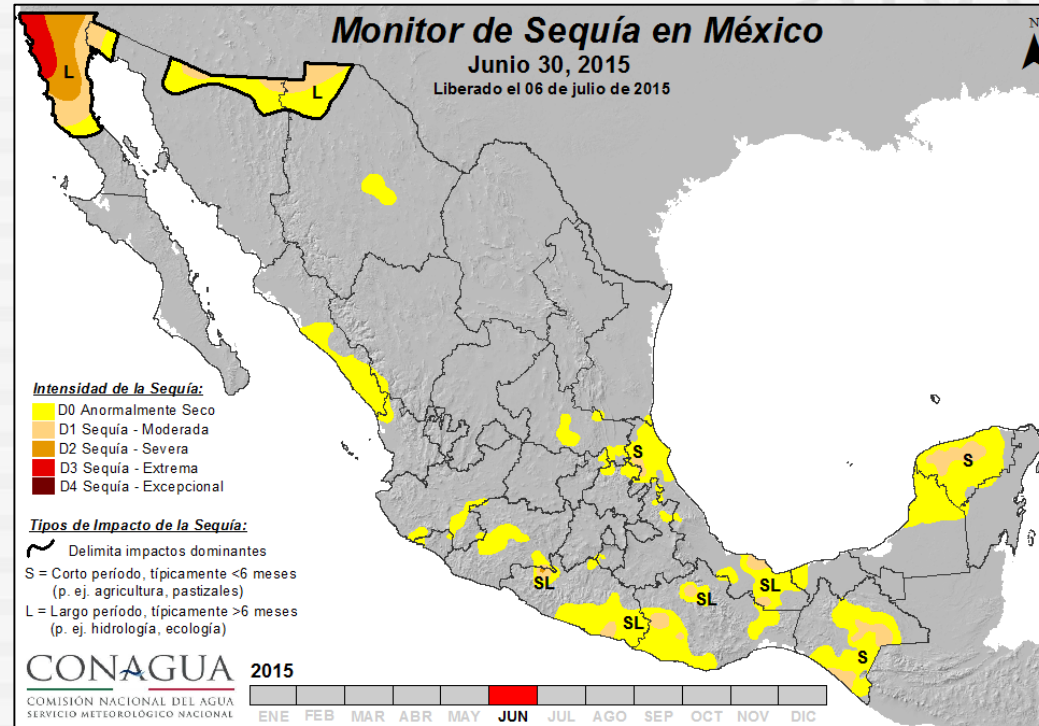 Monitor de Sequía en México
Junio 30, 2015
Liberado el 06 de julio de 2015
N
L
L
Intensidad de la Sequía:
D0 Anormalmente Seco
D1 Sequía - Moderada
D2 Sequía - Severa
D3 Sequía - Extrema
D4 Sequía - Excepcional
S
S
Tipos de Impacto de la Sequía:
Delimita impactos dominantes
S = Corto período, típicamente <6 meses
(p. ej. agricultura, pastizales)
L = Largo período, típicamente >6 meses
(p. ej. hidrología, ecología)
SL
SL
SL
SL
S
CONAGUA
COMISIÓN NACIONAL DEL AGUA
SERVICIO METEOROLÓGICO NACIONAL
2015
ENE FEB MAR ABR MAY JUN JUL AGO SEP OCT NOV DIC